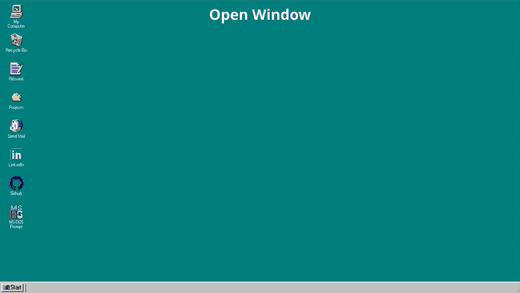 Open Window
My
Computer
Recycle Bin
Resume
Projects
Send Mail
LinkedIn
Github
MS-DOS
Prompt
Start